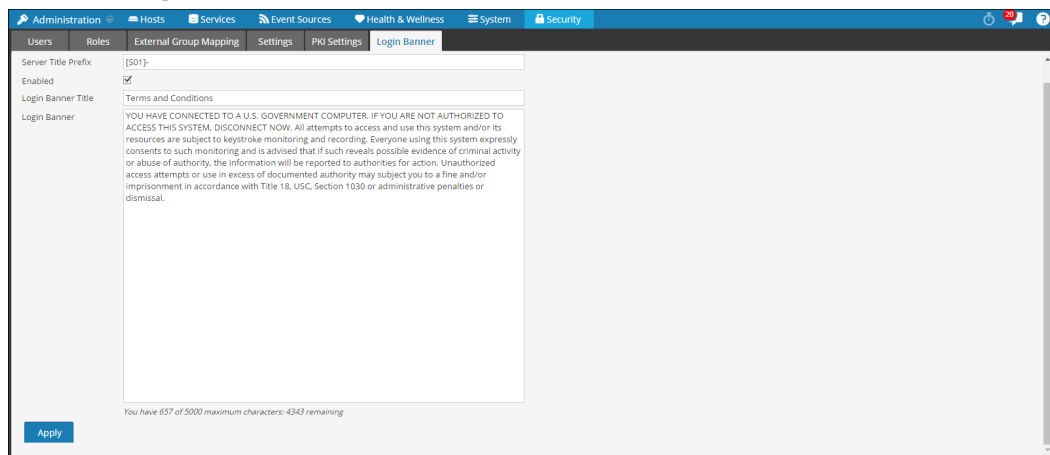 Administration Hosts Services Event Sources Health & Wellness System Security 20 ?
Users Roles External Group Mapping Settings PKI Settings Login Banner
Server Title Prefix [S01]-
Enabled
Login Banner Title Terms and Conditions
Login Banner YOU HAVE CONNECTED TO A U.S. GOVERNMENT COMPUTER. IF YOU ARE NOT AUTHORIZED TO
ACCESS THIS SYSTEM, DISCONNECT NOW. All attempts to access and use this system and/or its
resources are subject to keystroke monitoring and recording. Everyone using this system expressly
consents to such monitoring and is advised that if such reveals possible evidence of criminal activity
or abuse of authority, the information will be reported to authorities for action. Unauthorized
access attempts or use in excess of documented authority may subject you to a fine and/or
imprisonment in accordance with Title 18, USC, Section 1030 or administrative penalties or
dismissal.
You have 657 of 5000 maximum characters: 4343 remaining
Apply